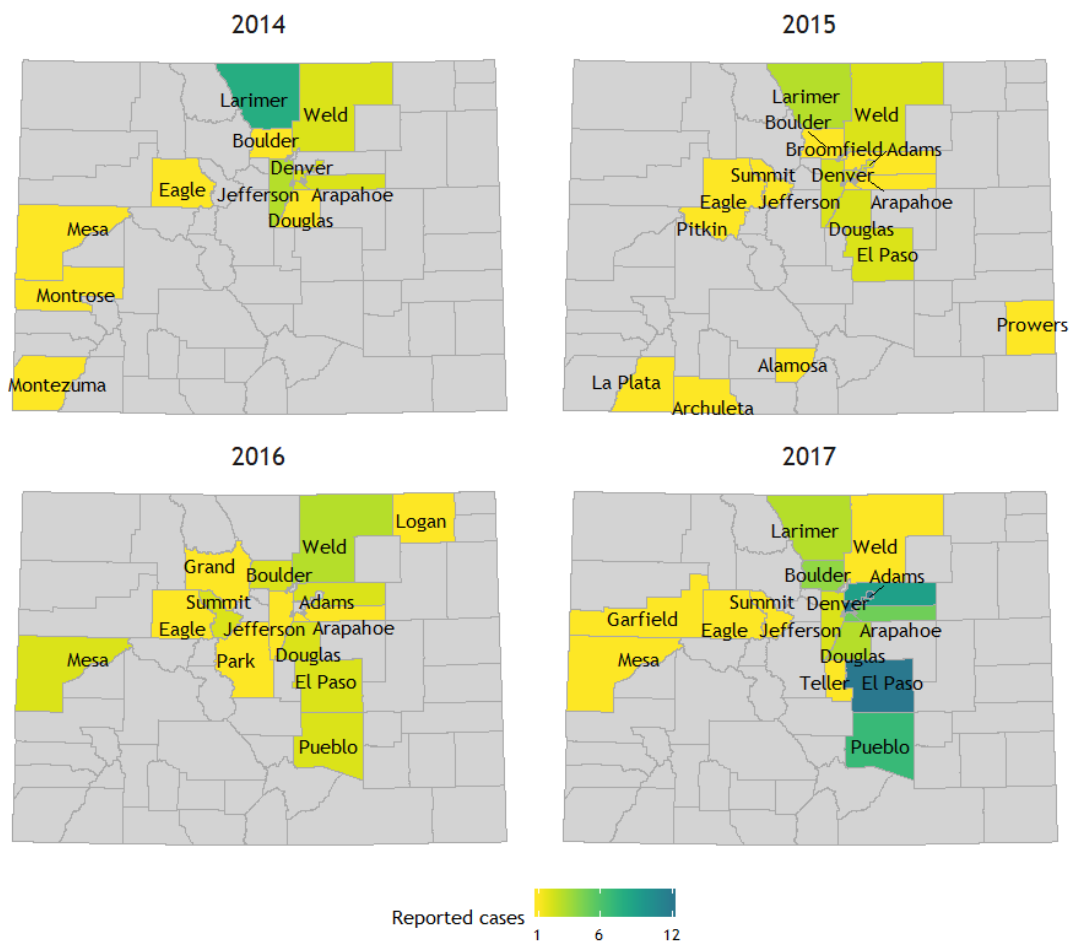 2014
Larimer
Weld
Boulder
Denver
Eagle
Jefferson
Arapahoe
Douglas
Mesa
Montrose
Montezuma
2015
Larimer
Boulder
Weld
Broomfield
Adams
Summit
Denver
Eagle
Jefferson
Arapahoe
Pitkin
Douglas
El Paso
Prowers
Alamosa
La Plata
Archuleta
2016
Logan
Weld
Grand
Boulder
Summit
Adams
Eagle
Jefferson
Arapahoe
Mesa
Park
Douglas
El Paso
Pueblo
2017
Larimer
Weld
Boulder
Adams
Summit
Denver
Garfield
Eagle
Jefferson
Arapahoe
Mesa
Douglas
Teller
El Paso
Pueblo
Reported cases
1 6 12